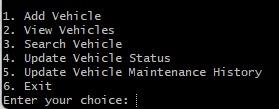 1. Add Vehicle
2. View Vehicles
3. Search Vehicle
4. Update Vehicle Status
5. Update Vehicle Maintenance History
6. Exit
Enter your choice: